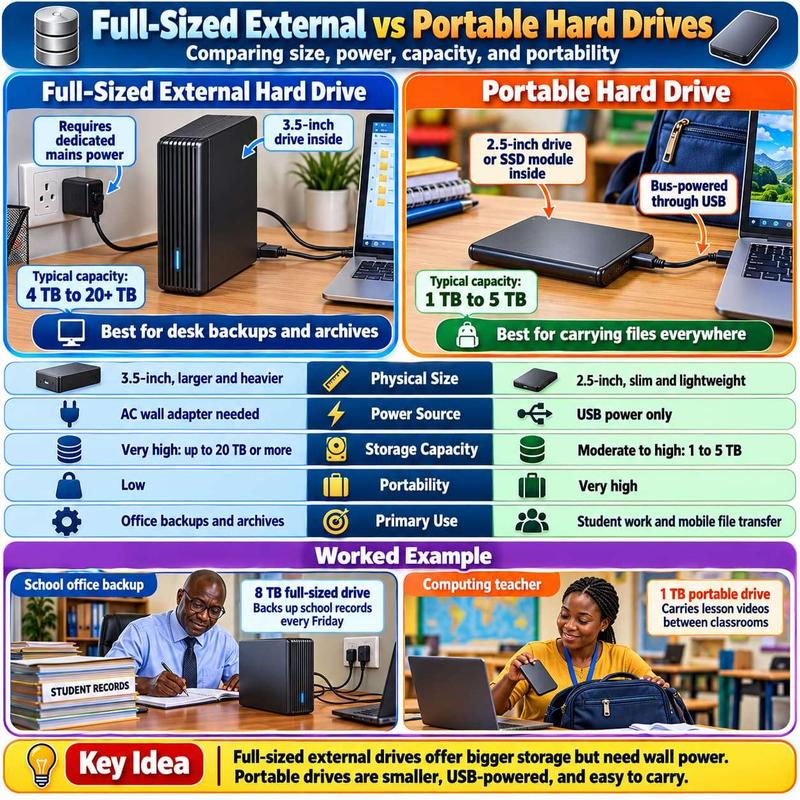 Full-Sized External vs Portable Hard Drives
Comparing size, power, capacity, and portability
Full-Sized External Hard Drive
Requires
dedicated
mains power
3.5-inch
drive inside
Typical capacity:
4 TB to 20+ TB
Best for desk backups and archives
Portable Hard Drive
2.5-inch drive
or SSD module
inside
Bus-powered
through USB
Typical capacity:
1 TB to 5 TB
Best for carrying files everywhere
3.5-inch, larger and heavier
Physical Size
2.5-inch, slim and lightweight
AC wall adapter needed
Power Source
USB power only
Very high: up to 20 TB or more
Storage Capacity
Moderate to high: 1 to 5 TB
Low
Portability
Very high
Office backups and archives
Primary Use
Student work and mobile file transfer
Worked Example
School office backup
8 TB full-sized drive
Backs up school records
every Friday
STUDENT RECORDS
Computing teacher
1 TB portable drive
Carries lesson videos
between classrooms
Key Idea
Full-sized external drives offer bigger storage but need wall power.
Portable drives are smaller, USB-powered, and easy to carry.